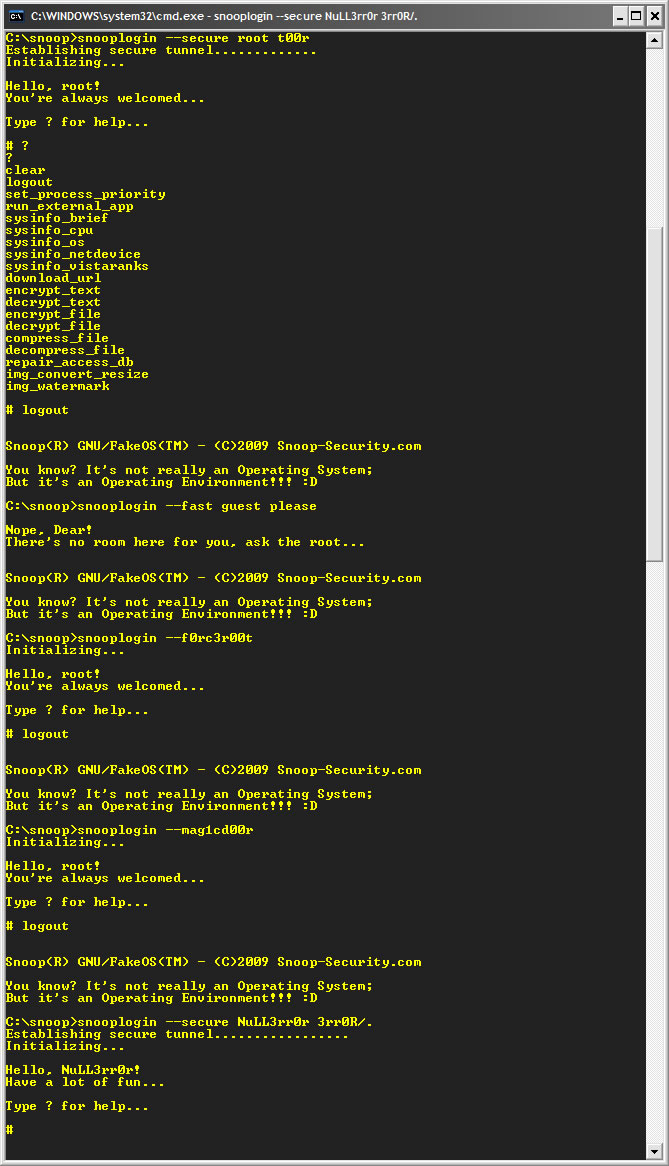 C:\WINDOWS\system32\cmd.exe - snooplogin --secure NuLL3rr0r 3rr0R/.
C:\snoop>snooplogin --secure root t00r
Establishing secure tunnel.............
Initializing...
Hello, root!
You're always welcomed...
Type ? for help...
# ?
?
clear
logout
set_process_priority
run_external_app
sysinfo_brief
sysinfo_cpu
sysinfo_os
sysinfo_netdevice
sysinfo_vistaranks
download_url
encrypt_text
decrypt_text
encrypt_file
decrypt_file
compress_file
decompress_file
repair_access_db
img_convert_resize
img_watermark
# logout
Snoop(R) GNU/FakeOS(TM) - (C)2009 Snoop-Security.com
You know? It's not really an Operating System;
But it's an Operating Environment!!! :D
C:\snoop>snooplogin --fast guest please
Nope, Dear!
There's no room here for you, ask the root...
Snoop(R) GNU/FakeOS(TM) - (C)2009 Snoop-Security.com
You know? It's not really an Operating System;
But it's an Operating Environment!!! :D
C:\snoop>snooplogin --f0rc3r00t
Initializing...
Hello, root!
You're always welcomed...
Type ? for help...
# logout
Snoop(R) GNU/FakeOS(TM) - (C)2009 Snoop-Security.com
You know? It's not really an Operating System;
But it's an Operating Environment!!! :D
C:\snoop>snooplogin --mag1cd00r
Initializing...
Hello, root!
You're always welcomed...
Type ? for help...
# logout
Snoop(R) GNU/FakeOS(TM) - (C)2009 Snoop-Security.com
You know? It's not really an Operating System;
But it's an Operating Environment!!! :D
C:\snoop>snooplogin --secure NuLL3rr0r 3rr0R/.
Establishing secure tunnel.................
Initializing...
Hello, NuLL3rr0r!
Have a lot of fun...
Type ? for help...
#